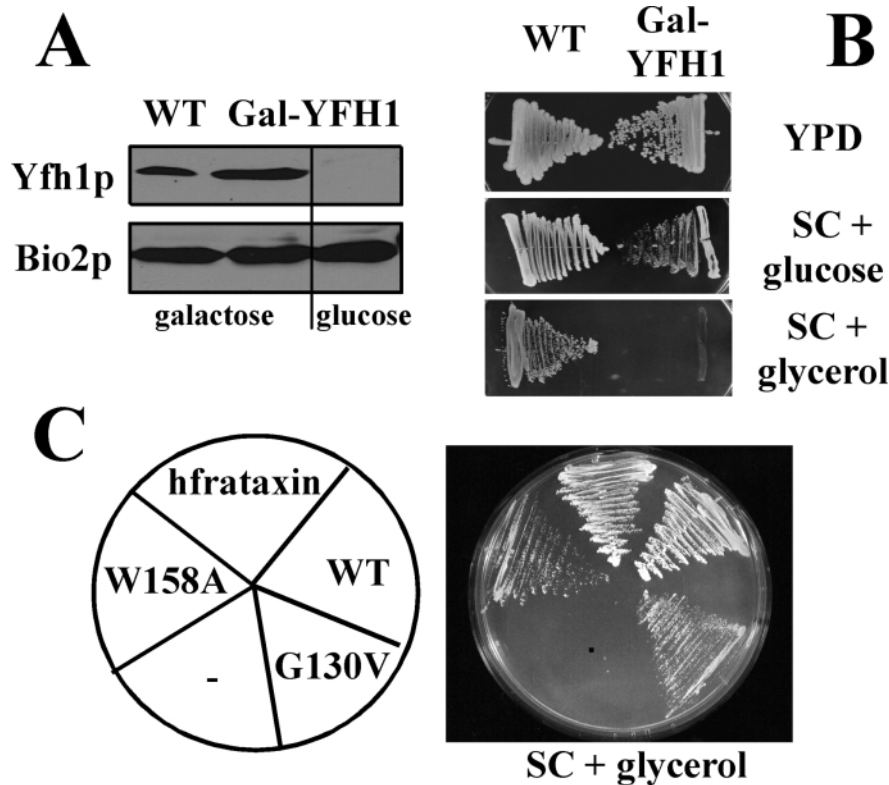 A
WT Gal-YFH1
Yfh1p
Bio2p
galactose glucose
B
WT Gal-
YFH1
YPD
SC +
glucose
SC +
glycerol
C
hfrataxin
W158A
WT
-
G130V
SC + glycerol